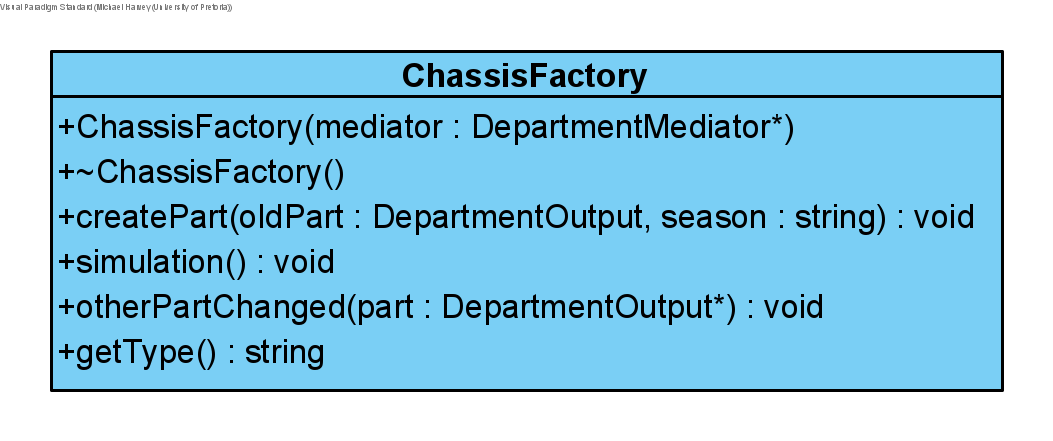 Visual Paradigm Standard (Michael Harvey (University of Pretoria))
ChassisFactory
+ChassisFactory(mediator : DepartmentMediator*)
+~ChassisFactory()
+createPart(oldPart : DepartmentOutput, season : string) : void
+simulation() : void
+otherPartChanged(part : DepartmentOutput*) : void
+getType() : string